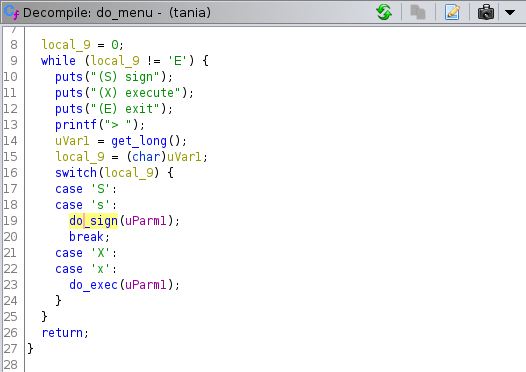 Decompile: do_menu - (tania)
7
8 local_9 = 0;
9 while (local_9 != 'E') {
10 puts("(S) sign");
11 puts("(X) execute");
12 puts("(E) exit");
13 printf("> ");
14 uVar1 = get_long();
15 local_9 = (char)uVar1;
16 switch(local_9) {
17 case 'S':
18 case 's':
19 do_sign(uParm1);
20 break;
21 case 'X':
22 case 'x':
23 do_exec(uParm1);
24 }
25 }
26 return;
27 }
28